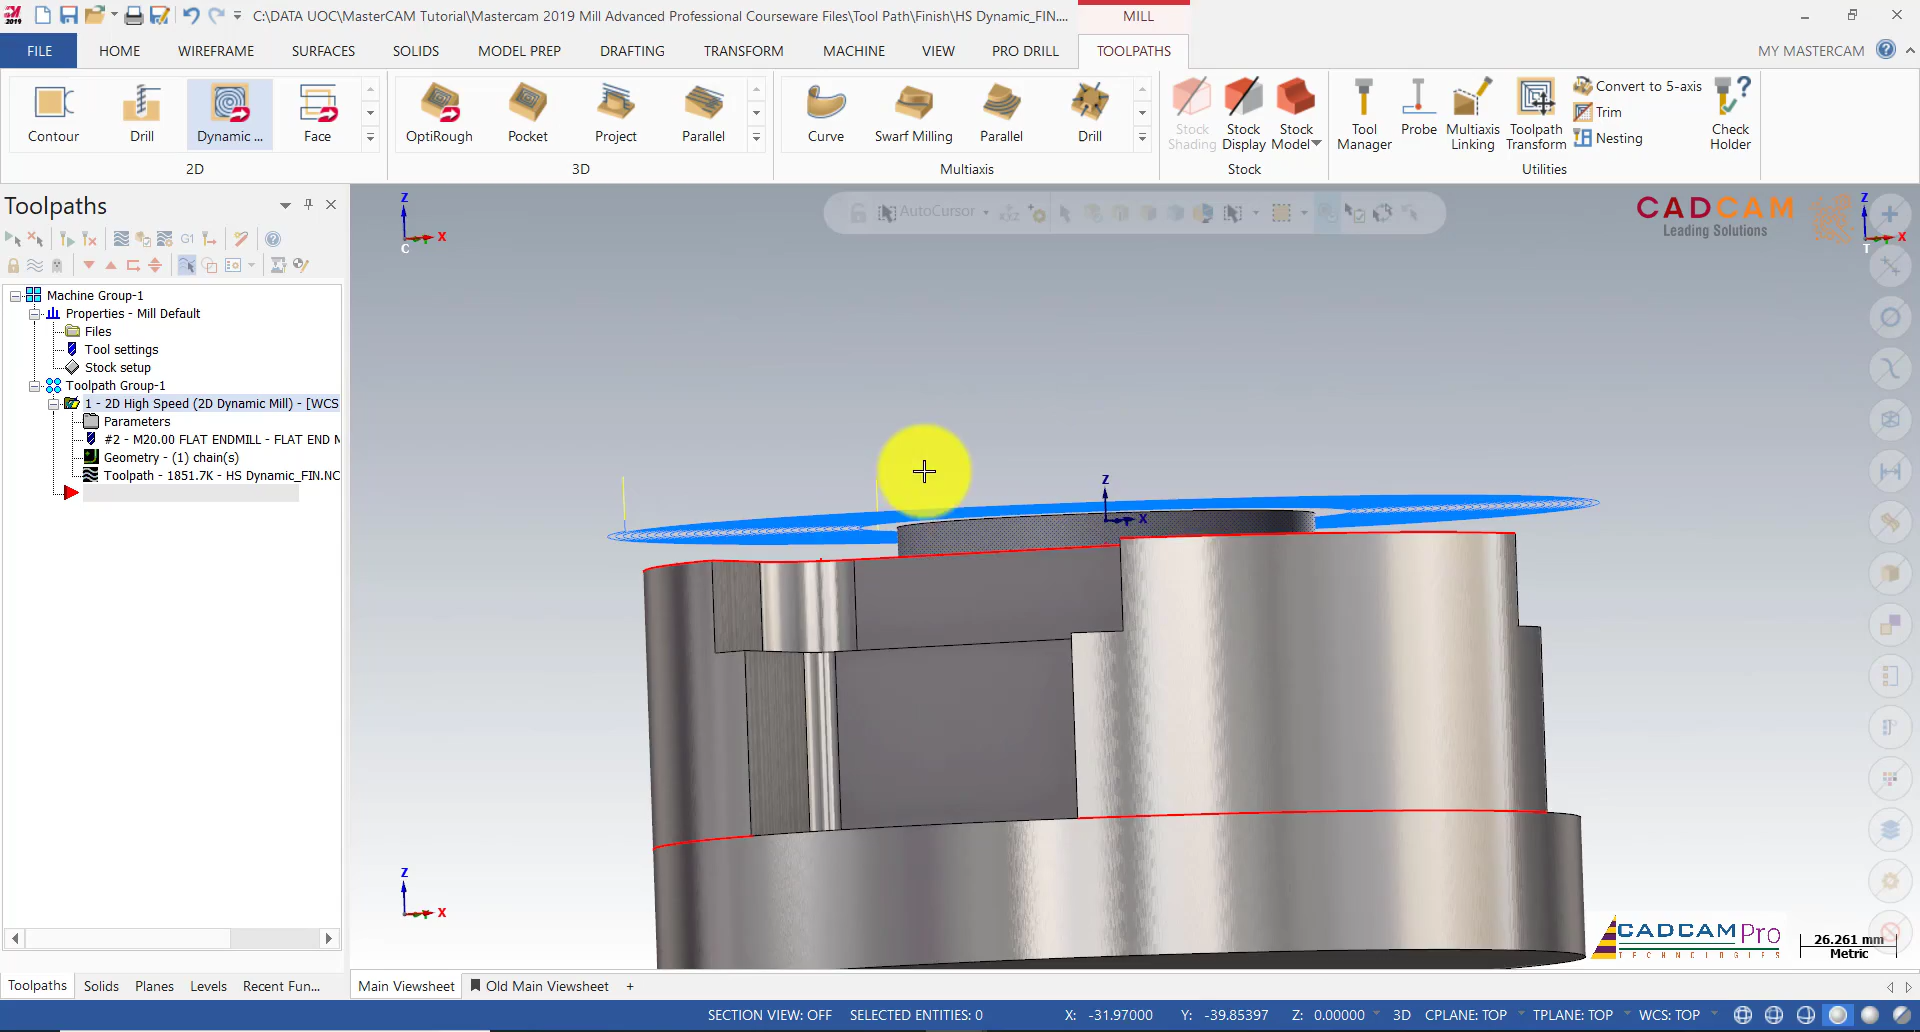 C:\DATA UOC\MasterCAM Tutorial\Mastercam 2019 Mill Advanced Professional Courseware Files\Tool Path\Finish\HS Dynamic_FIN....
MILL
2019
FILE
HOME
WIREFRAME
SURFACES
SOLIDS
MODEL PREP
DRAFTING
TRANSFORM
MACHINE
VIEW
PRO DRILL
TOOLPATHS
MY MASTERCAM
Contour
Drill
Dynamic ...
Face
OptiRough
Pocket
Project
Parallel
Curve
Swarf Milling
Parallel
Drill
Stock Shading
Stock Display
Stock Model
Tool Manager
Probe
Multiaxis Linking
Toolpath Transform
Convert to 5-axis
Trim
Nesting
Check Holder
2D
3D
Multiaxis
Stock
Utilities
Toolpaths
G1
Machine Group-1
Properties - Mill Default
Files
Tool settings
Stock setup
Toolpath Group-1
1 - 2D High Speed (2D Dynamic Mill) - [WCS
Parameters
#2 - M20.00 FLAT ENDMILL - FLAT END M
Geometry - (1) chain(s)
Toolpath - 1851.7K - HS Dynamic_FIN.NC
AutoCursor
Z
X
C
CADCAM
Leading Solutions
Z
X
T
Z
X
Z
X
CADCAM Pro
TECHNOLOGIES
26.261 mm
Metric
Toolpaths
Solids
Planes
Levels
Recent Fun...
Main Viewsheet
Old Main Viewsheet
+
SECTION VIEW: OFF
SELECTED ENTITIES: 0
X: -31.97000
Y: -39.85397
Z: 0.00000
3D
CPLANE: TOP
TPLANE: TOP
WCS: TOP